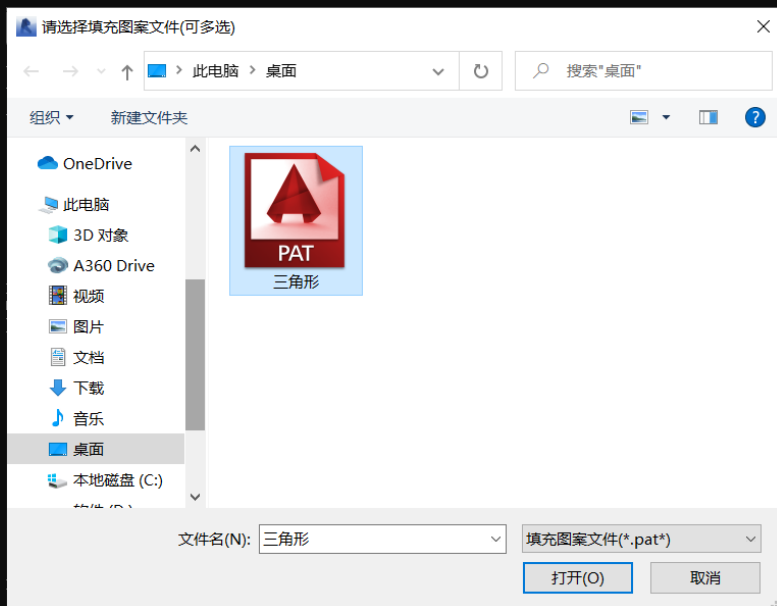 请选择填充图案文件(可多选)
此电脑 桌面
搜索"桌面"
组织 新建文件夹
OneDrive
此电脑
3D 对象
A360 Drive
视频
图片
文档
下载
音乐
桌面
本地磁盘 (C:)
PAT
三角形
文件名(N): 三角形 填充图案文件(*.pat*)
打开(O) 取消